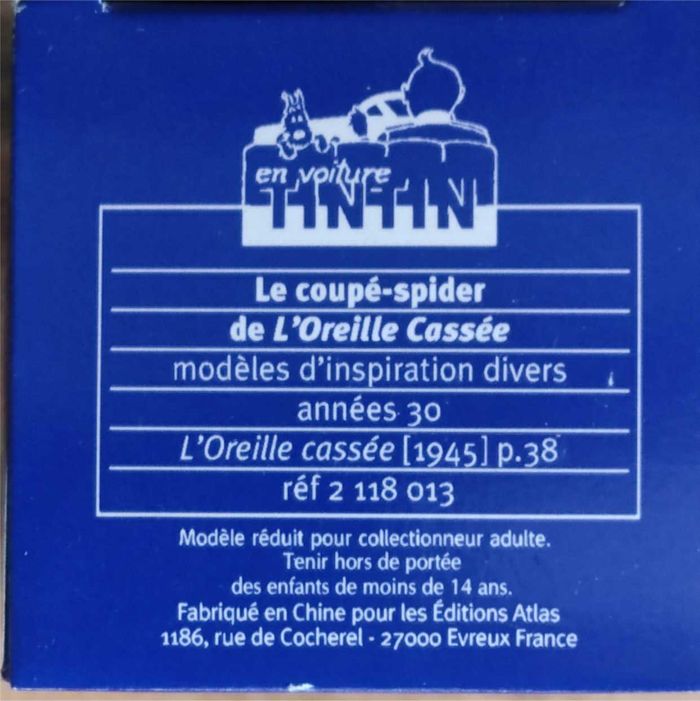 en voiture
TINTIN
Le coupé-spider
de L'Oreille Cassée
modèles d'inspiration divers
années 30
L'Oreille cassée [1945] p.38
réf 2 118 013
Modèle réduit pour collectionneur adulte.
Tenir hors de portée
des enfants de moins de 14 ans.
Fabriqué en Chine pour les Éditions Atlas
1186, rue de Cocherel - 27000 Evreux France